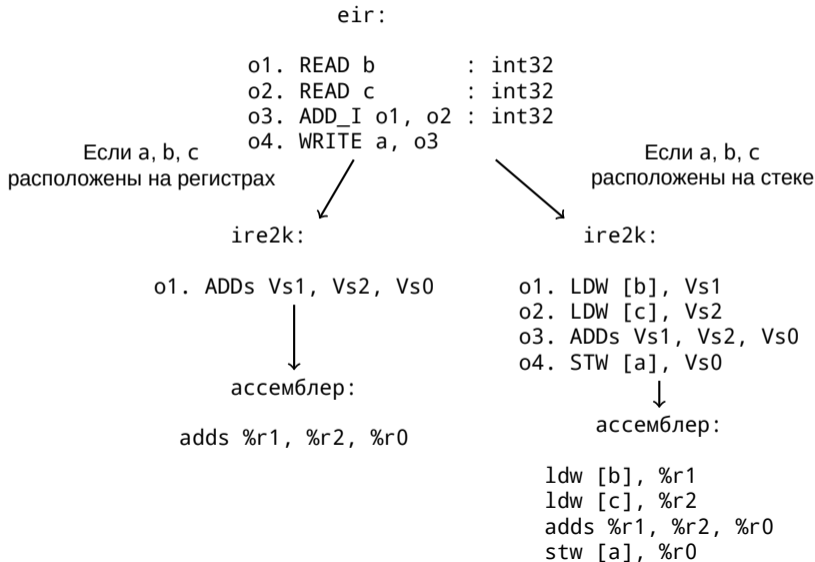 eir:
o1. READ b : int32
o2. READ c : int32
o3. ADD_I o1, o2 : int32
o4. WRITE a, o3
Если a, b, c
расположены на регистрах
Если a, b, c
расположены на стеке
ire2k:
o1. ADDs Vs1, Vs2, Vs0
ассемблер:
adds %r1, %r2, %r0
ire2k:
o1. LDW [b], Vs1
o2. LDW [c], Vs2
o3. ADDs Vs1, Vs2, Vs0
o4. STW [a], Vs0
ассемблер:
ldw [b], %r1
ldw [c], %r2
adds %r1, %r2, %r0
stw [a], %r0